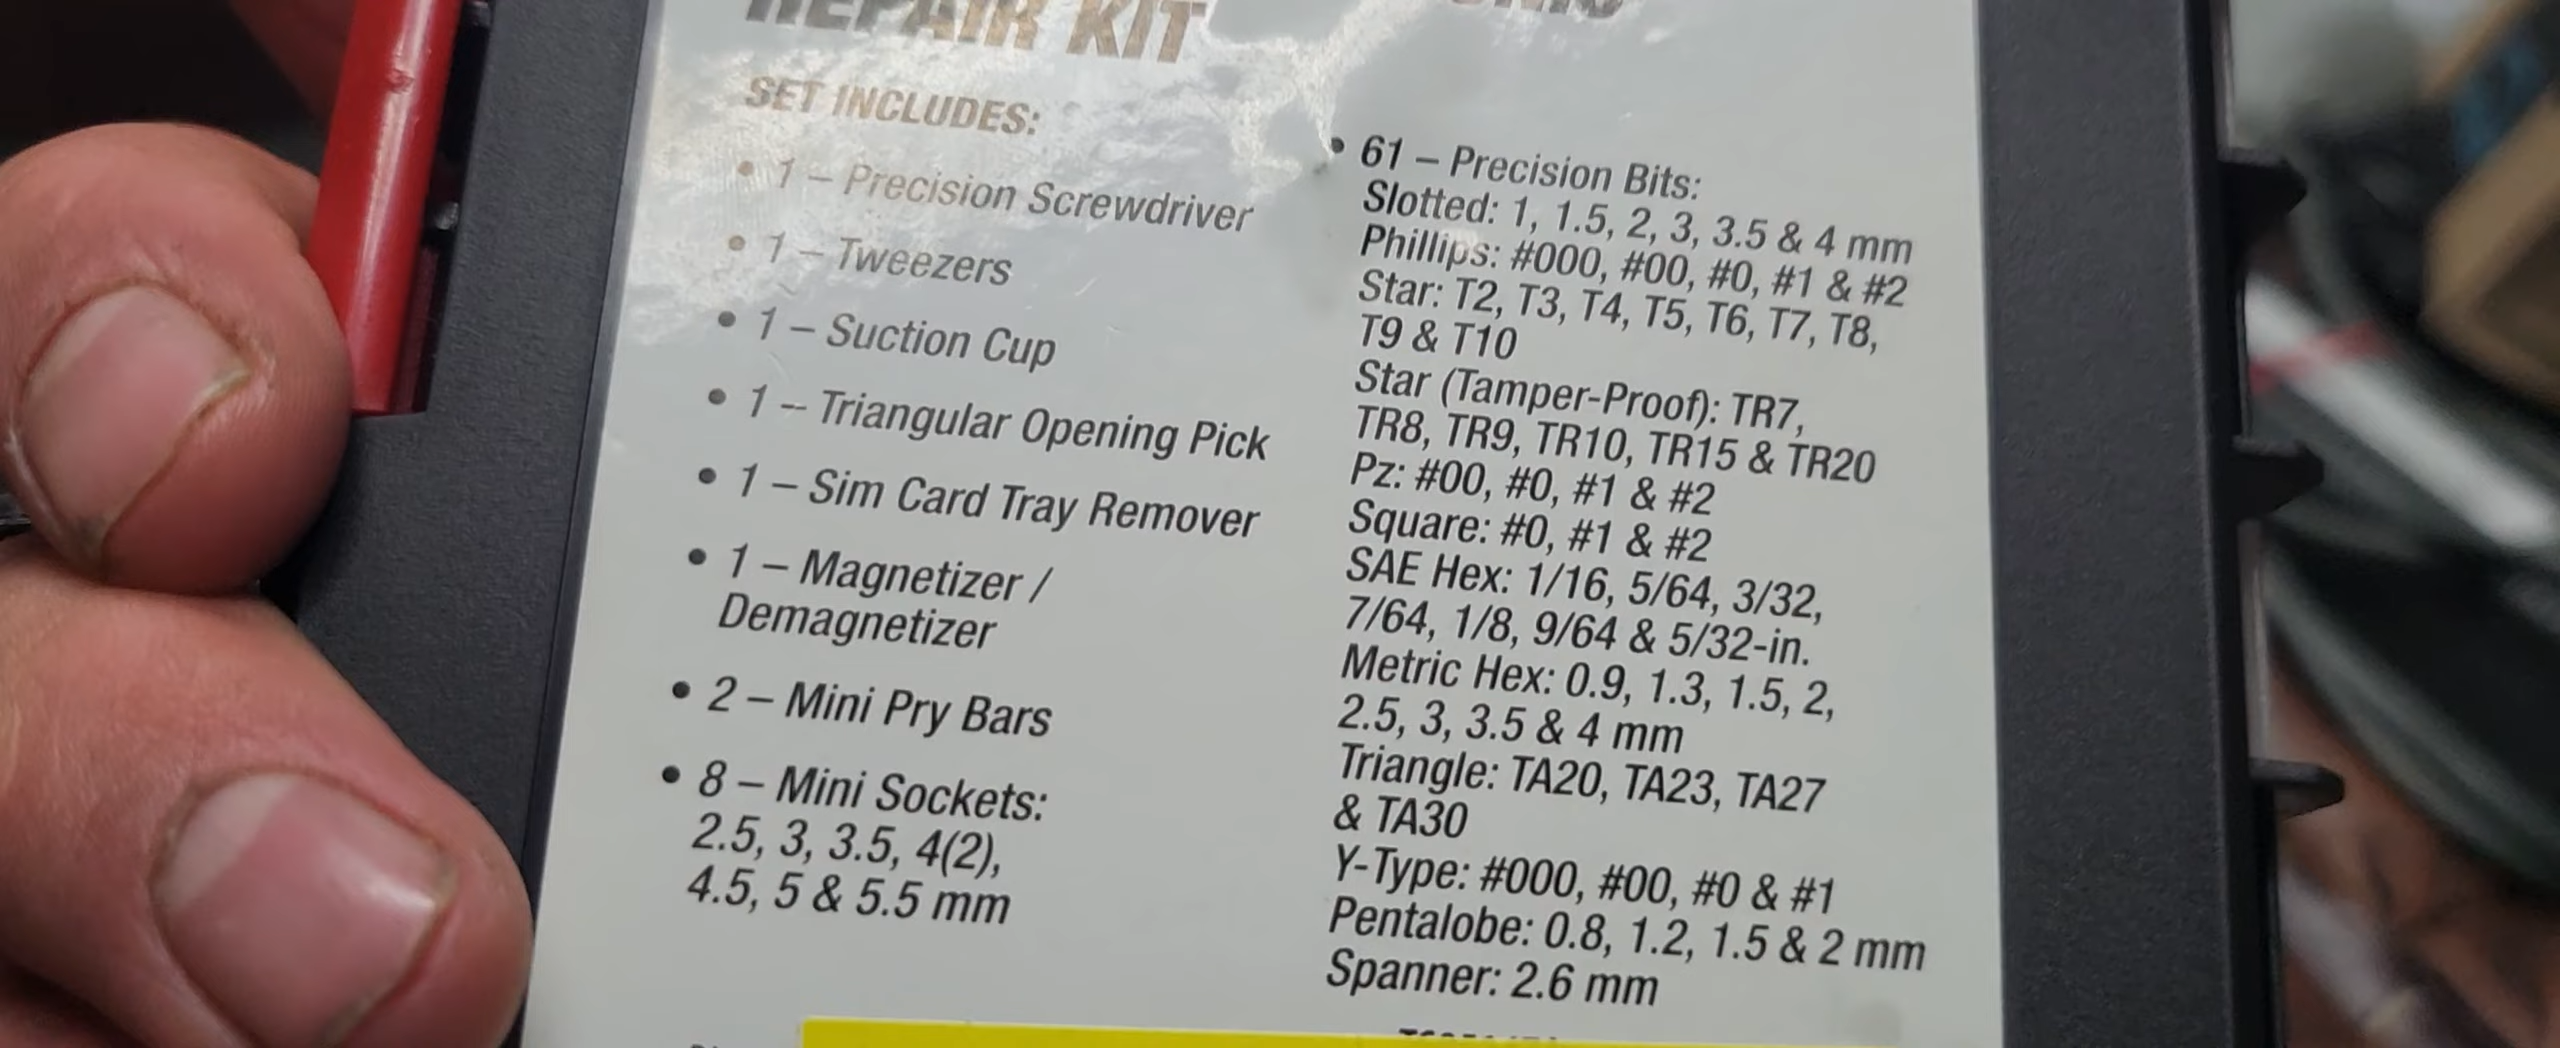 REPAIR KIT
SET INCLUDES:
• 1 – Precision Screwdriver
• 1 – Tweezers
• 1 – Suction Cup
• 1 – Triangular Opening Pick
• 1 – Sim Card Tray Remover
• 1 – Magnetizer /
Demagnetizer
• 2 – Mini Pry Bars
• 8 – Mini Sockets:
2.5, 3, 3.5, 4(2),
4.5, 5 & 5.5 mm
• 61 – Precision Bits:
Slotted: 1, 1.5, 2, 3, 3.5 & 4 mm
Phillips: #000, #00, #0, #1 & #2
Star: T2, T3, T4, T5, T6, T7, T8,
T9 & T10
Star (Tamper-Proof): TR7,
TR8, TR9, TR10, TR15 & TR20
Pz: #00, #0, #1 & #2
Square: #0, #1 & #2
SAE Hex: 1/16, 5/64, 3/32,
7/64, 1/8, 9/64 & 5/32-in.
Metric Hex: 0.9, 1.3, 1.5, 2,
2.5, 3, 3.5 & 4 mm
Triangle: TA20, TA23, TA27
& TA30
Y-Type: #000, #00, #0 & #1
Pentalobe: 0.8, 1.2, 1.5 & 2 mm
Spanner: 2.6 mm